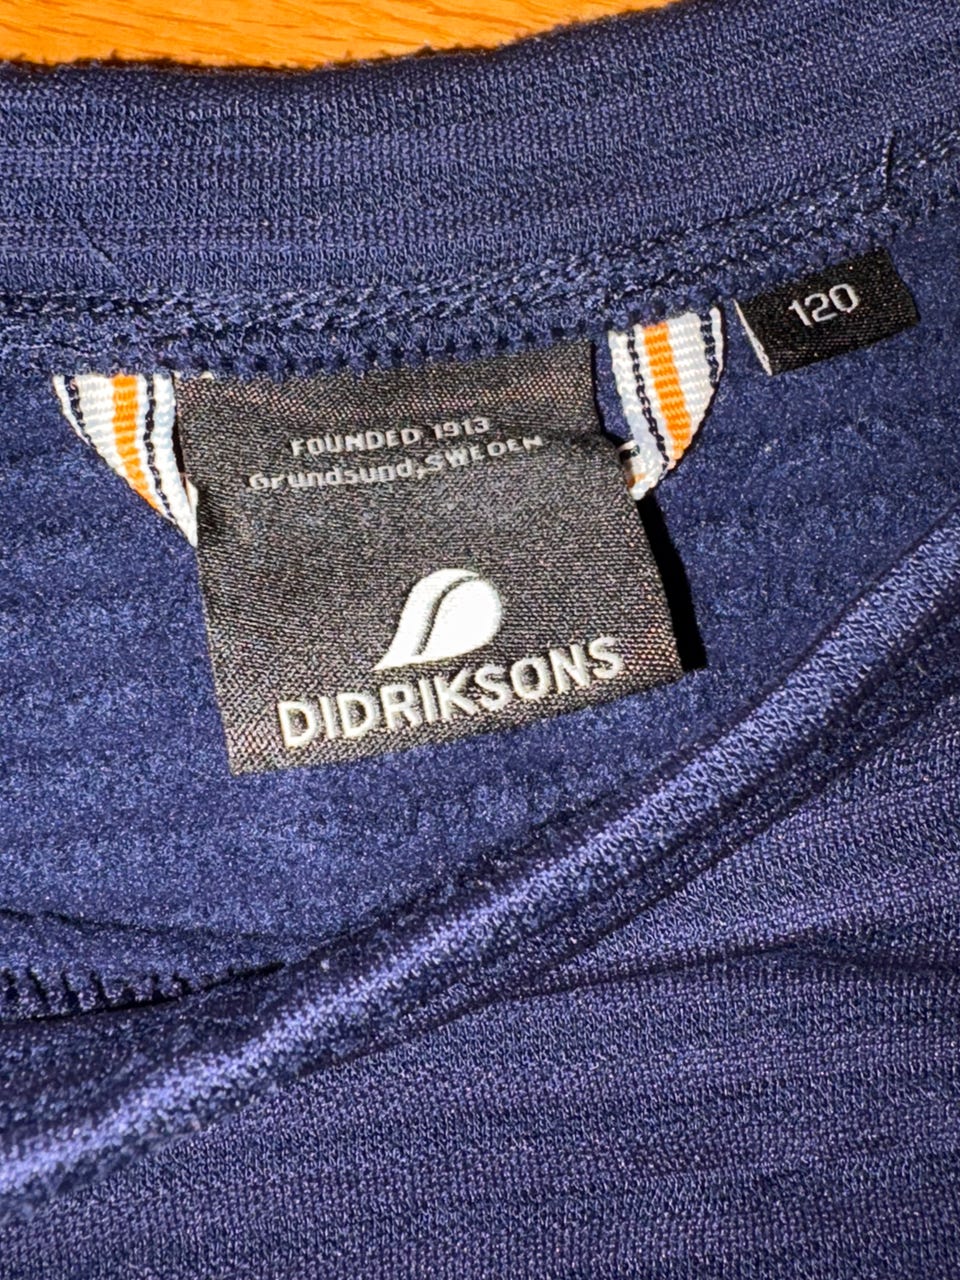 FOUNDED 1913
Grundsund, SWEDEN
DIDRIKSONS
120